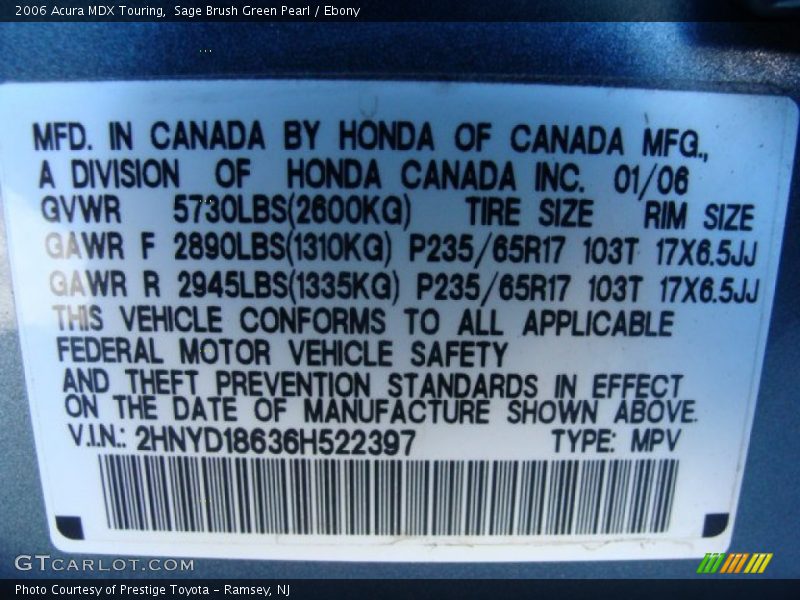 2006 Acura MDX Touring,  Sage Brush Green Pearl / Ebony
MFD. IN CANADA BY HONDA OF CANADA MFG.,
A DIVISION OF HONDA CANADA INC. 01/06
GVWR 5730LBS(2600KG) TIRE SIZE RIM SIZE
GAWR F 2890LBS(1310KG) P235/65R17 103T 17X6.5JJ
GAWR R 2945LBS(1335KG) P235/65R17 103T 17X6.5JJ
THIS VEHICLE CONFORMS TO ALL APPLICABLE
FEDERAL MOTOR VEHICLE SAFETY
AND THEFT PREVENTION STANDARDS IN EFFECT
ON THE DATE OF MANUFACTURE SHOWN ABOVE.
V.I.N.: 2HNYD18636H522397 TYPE: MPV
GTCARLOT.COM
Photo Courtesy of Prestige Toyota - Ramsey, NJ